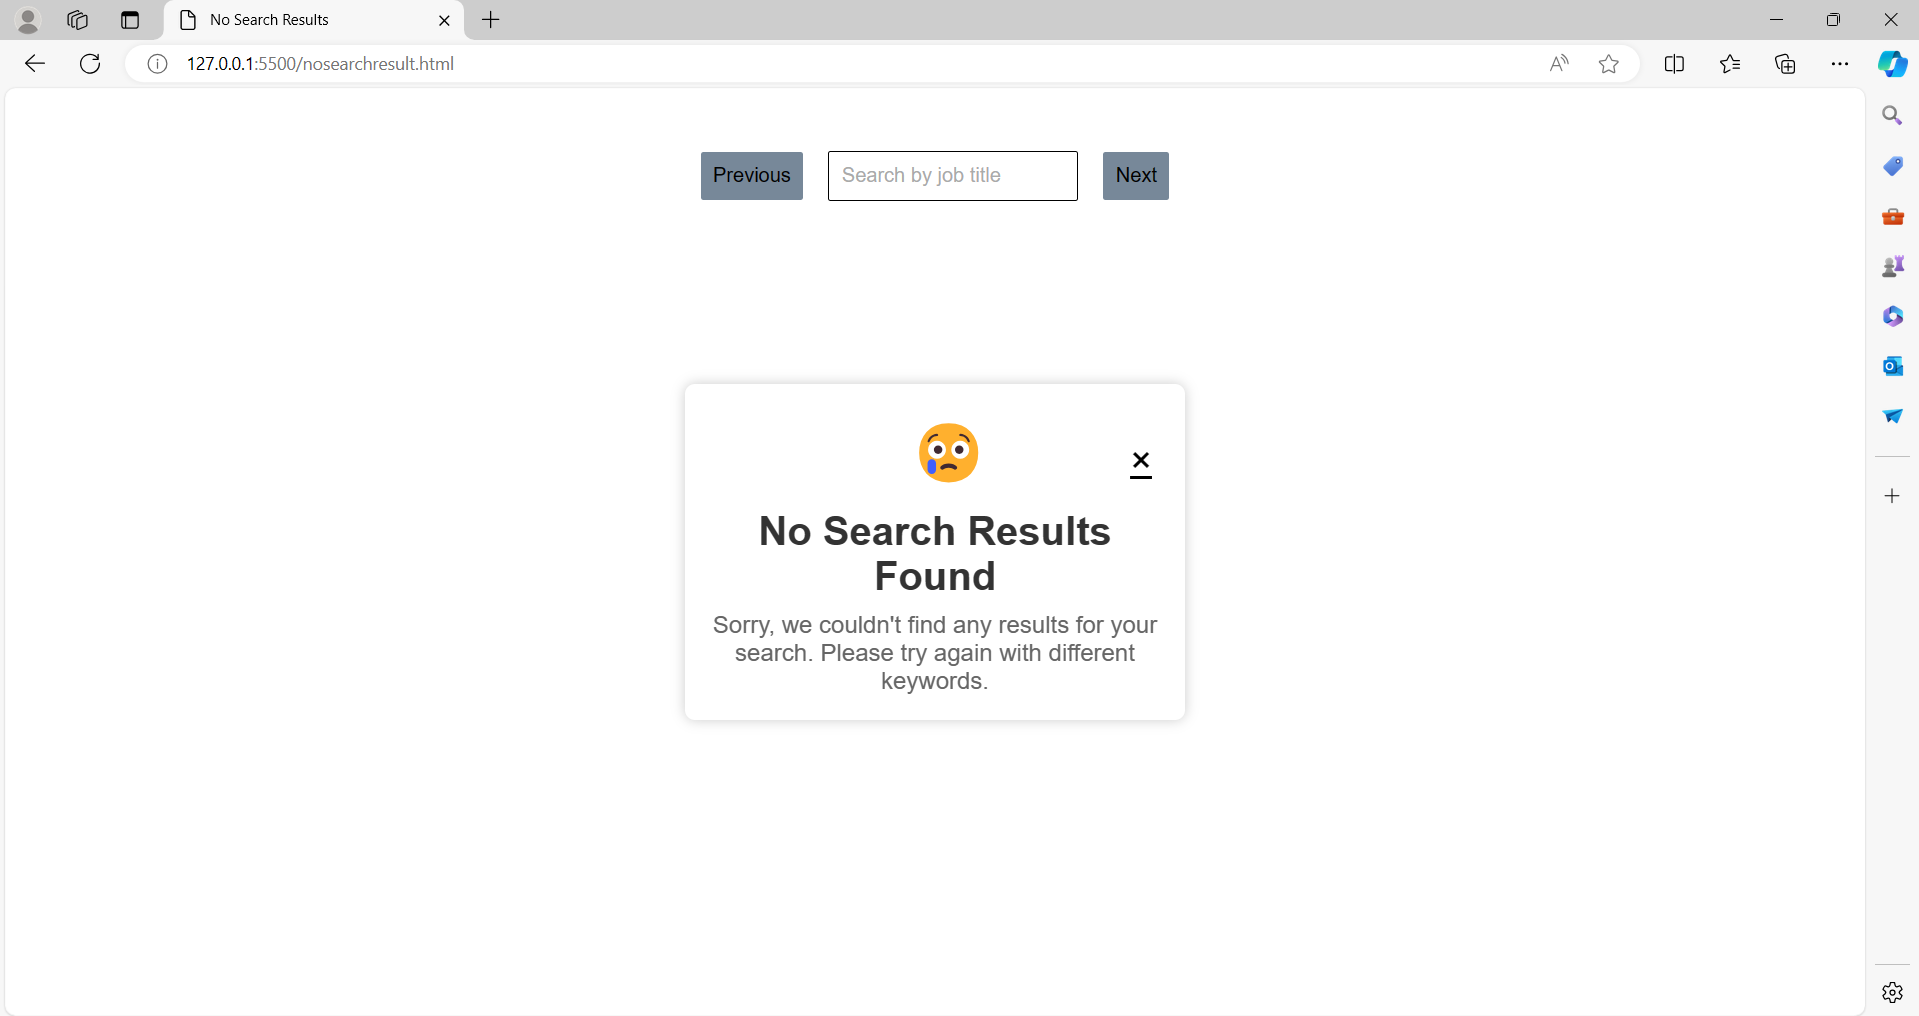 No Search Results
127.0.0.1:5500/nosearchresult.html
Previous
Search by job title
Next
No Search Results
Found
Sorry, we couldn't find any results for your
search. Please try again with different
keywords.